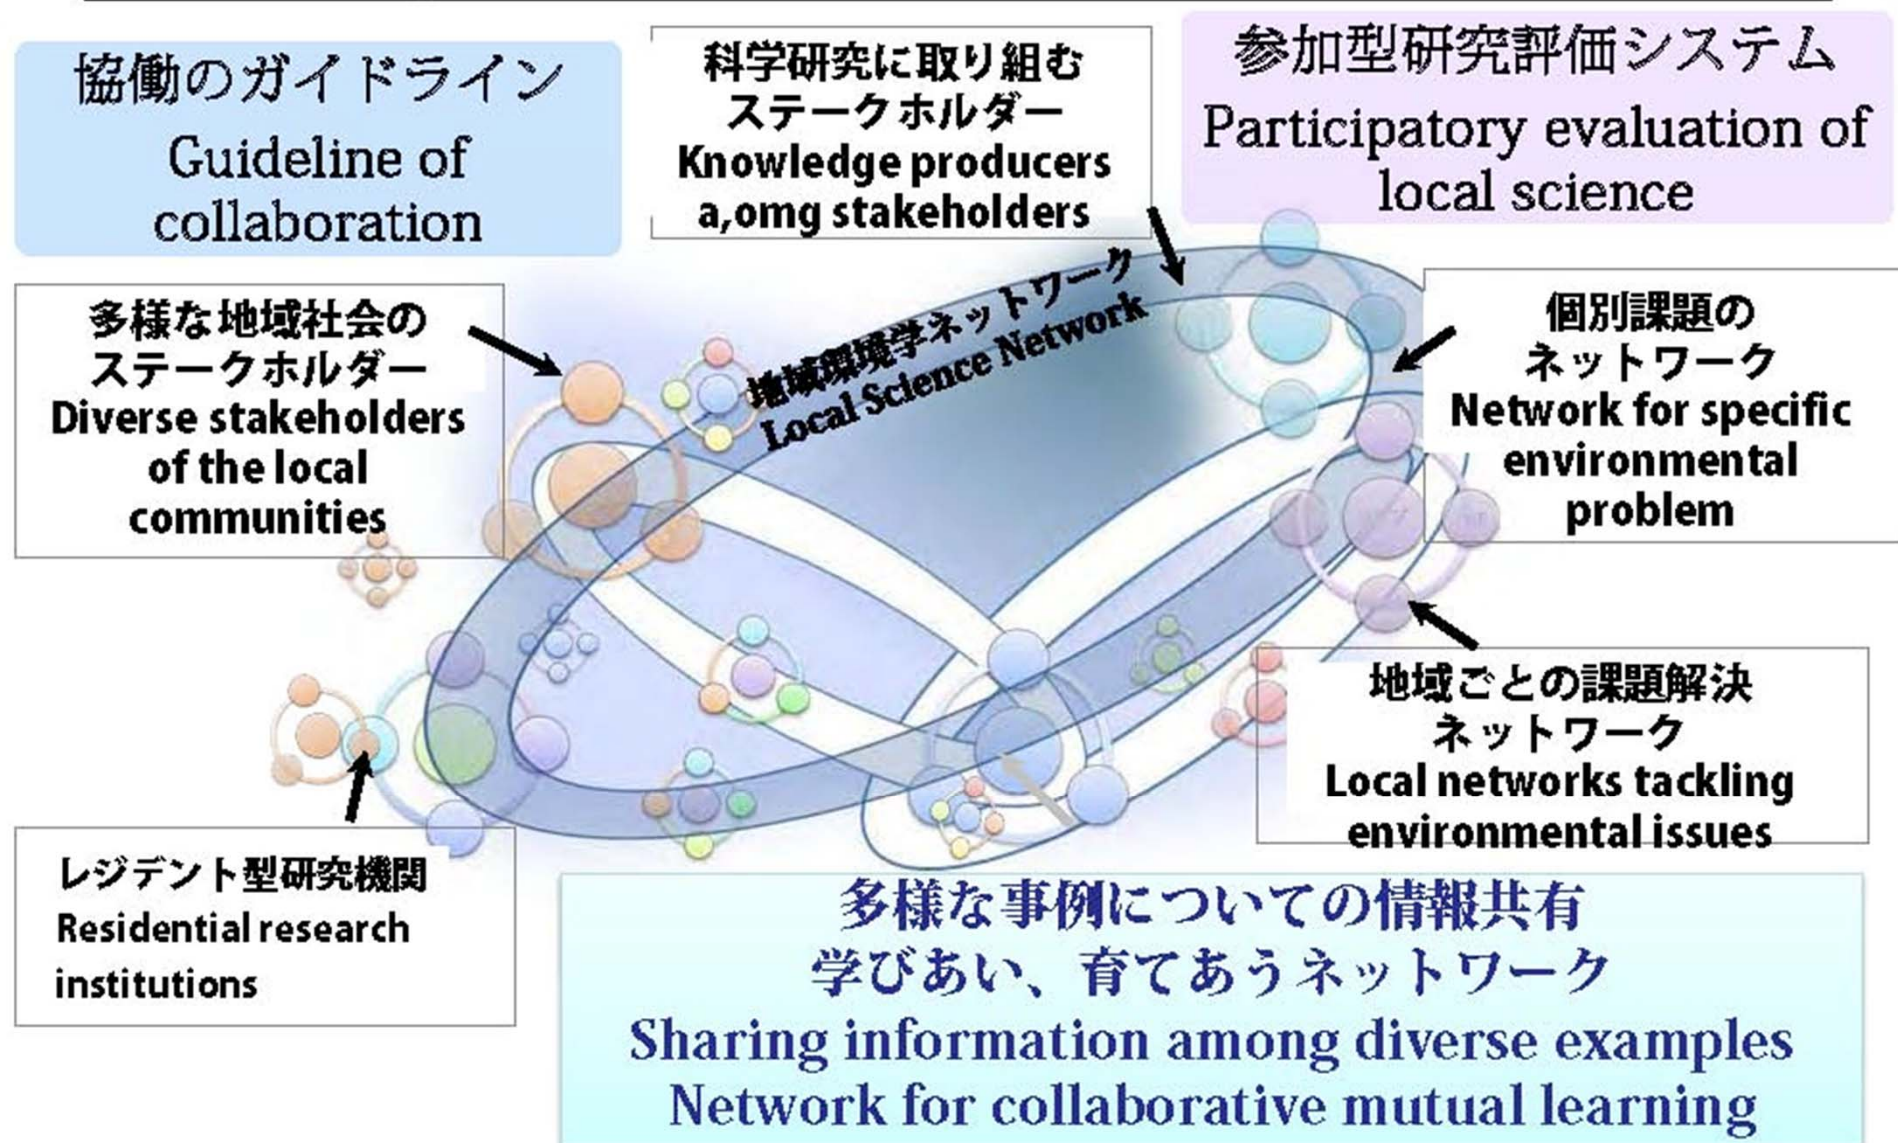 協働のガイドライン
Guideline of
collaboration
科学研究に取り組む
ステークホルダー
Knowledge producers
a,omg stakeholders
参加型研究評価システム
Participatory evaluation of
local science
多様な地域社会の
ステークホルダー
Diverse stakeholders
of the local
communities
地域環境学ネットワーク
Local Science Network
個別課題の
ネットワーク
Network for specific
environmental
problem
地域ごとの課題解決
ネットワーク
Local networks tackling
environmental issues
レジデント型研究機関
Residential research
institutions
多様な事例についての情報共有
学びあい、育てあうネットワーク
Sharing information among diverse examples
Network for collaborative mutual learning